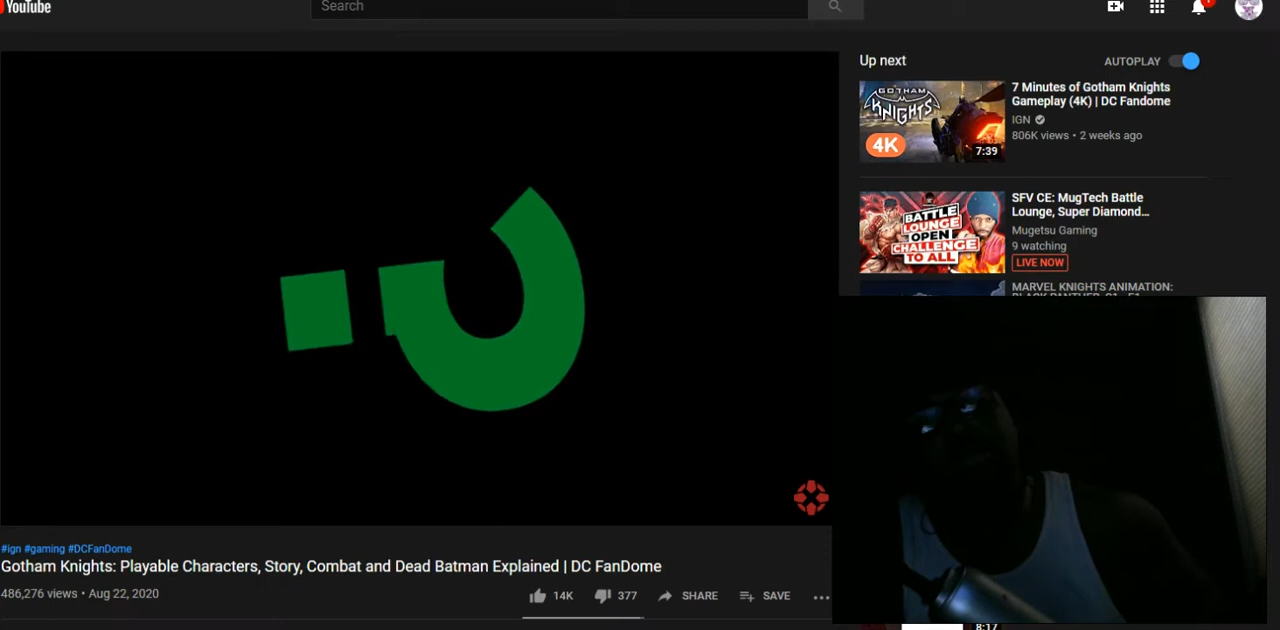 YouTube
Search
Up next
AUTOPLAY
GOTHAM
KNIGHTS
4K
7:39
7 Minutes of Gotham Knights
Gameplay (4K) | DC Fandome
IGN
806K views • 2 weeks ago
BATTLE
LOUNGE
OPEN
CHALLENGE
TO ALL
SFV CE: MugTech Battle
Lounge, Super Diamond...
Mugetsu Gaming
9 watching
LIVE NOW
MARVEL KNIGHTS ANIMATION:
#ign #gaming #DCFanDome
Gotham Knights: Playable Characters, Story, Combat and Dead Batman Explained | DC FanDome
486,276 views • Aug 22, 2020
14K
377
SHARE
SAVE
8:17